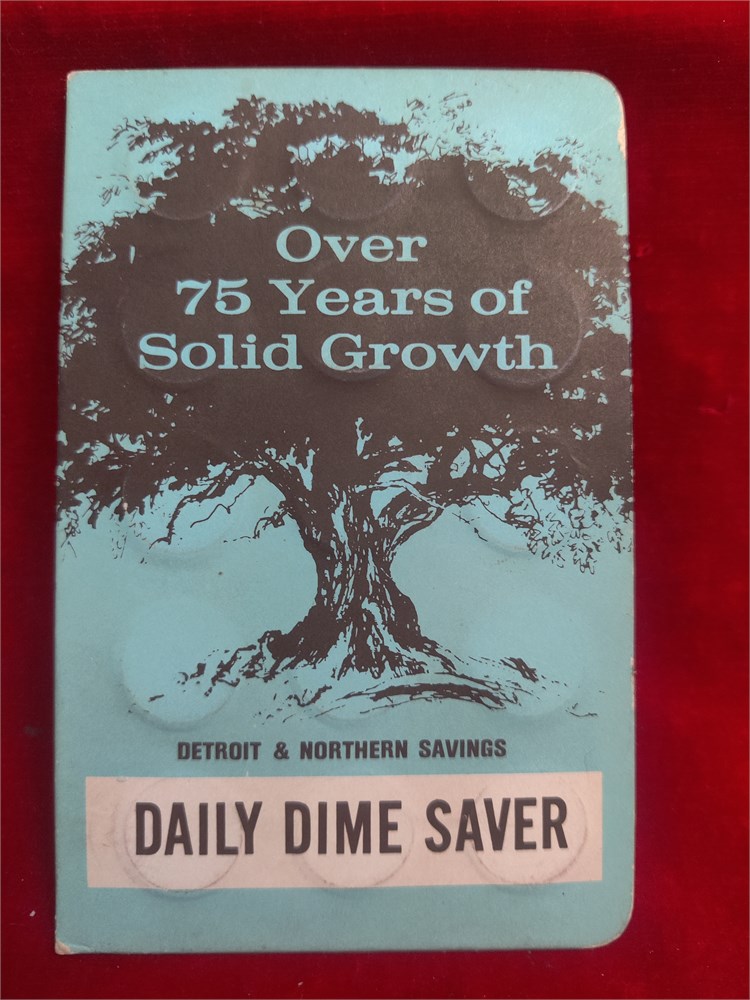 Over
75 Years of
Solid Growth
DETROIT & NORTHERN SAVINGS
DAILY DIME SAVER